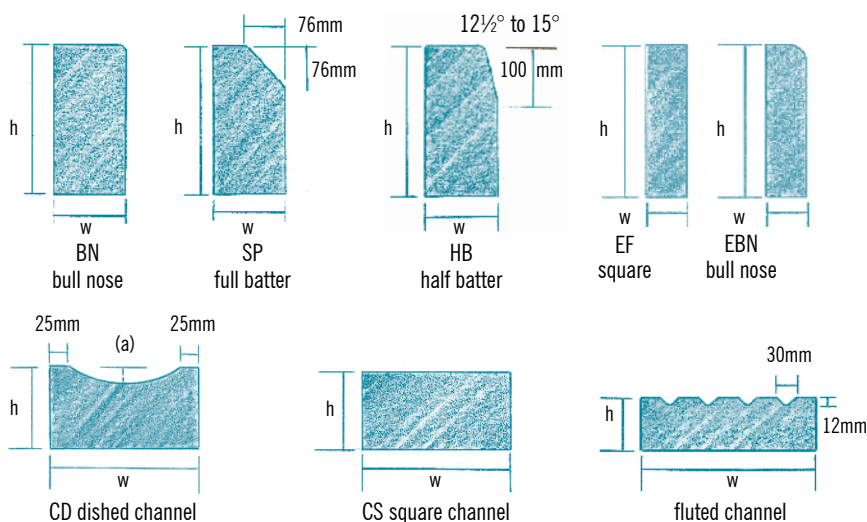 76mm
76mm
h
w
BN
bull nose
h
w
SP
full batter
12½° to 15°
100 mm
h
w
HB
half batter
h
w
EF
square
h
w
EBN
bull nose
25mm
(a)
25mm
h
w
CD dished channel
h
w
CS square channel
30mm
h
12mm
w
fluted channel